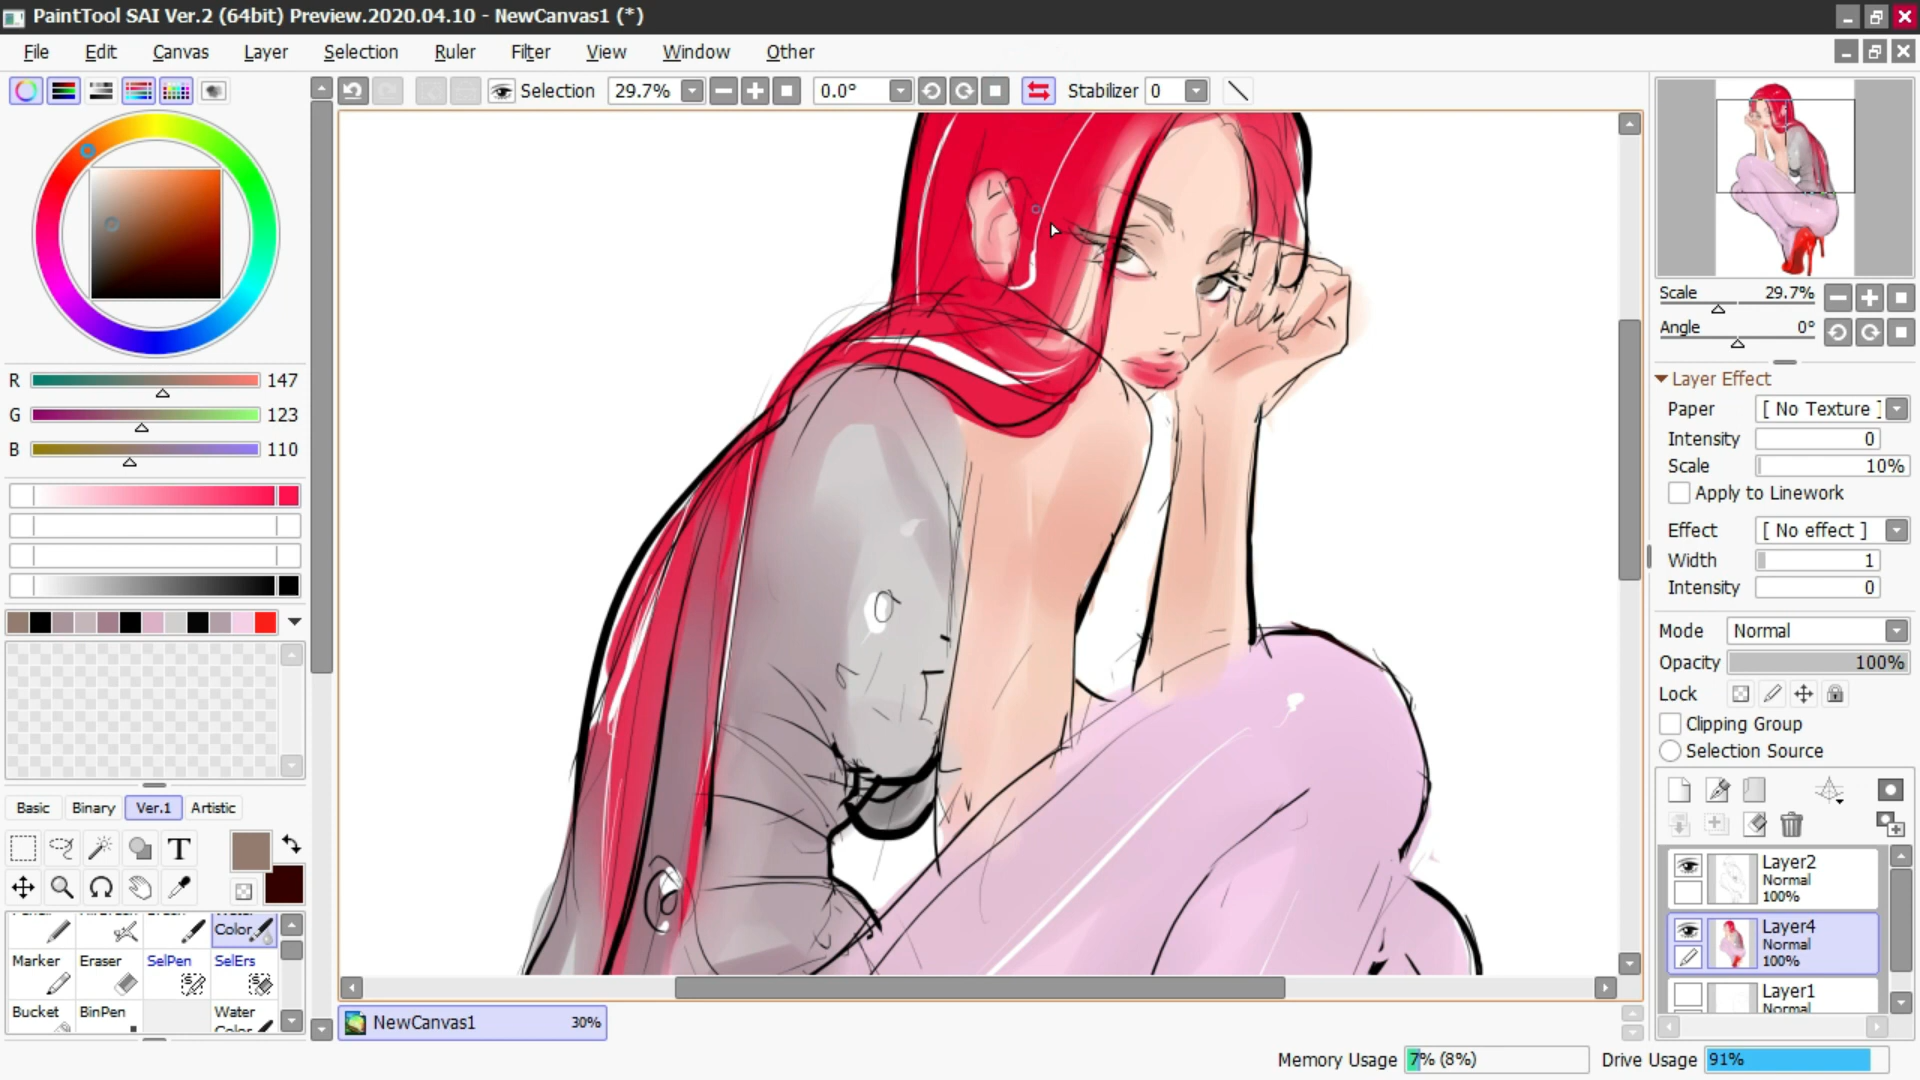 PaintTool SAI Ver.2 (64bit) Preview.2020.04.10 - NewCanvas1 (*)
File Edit Canvas Layer Selection Ruler Filter View Window Other
Selection 29.7% 0.0° Stabilizer 0
R 147
G 123
B 110
Basic Binary Ver.1 Artistic
T
Color
Marker Eraser SelPen SelErs
Bucket BinPen Water
Color
NewCanvas1 30%
Scale 29.7%
Angle 0°
Layer Effect
Paper [ No Texture ]
Intensity 0
Scale 10%
Apply to Linework
Effect [ No effect ]
Width 1
Intensity 0
Mode Normal
Opacity 100%
Lock
Clipping Group
Selection Source
Layer2
Normal
100%
Layer4
Normal
100%
Layer1
Normal
Memory Usage 7% (8%) Drive Usage 91%